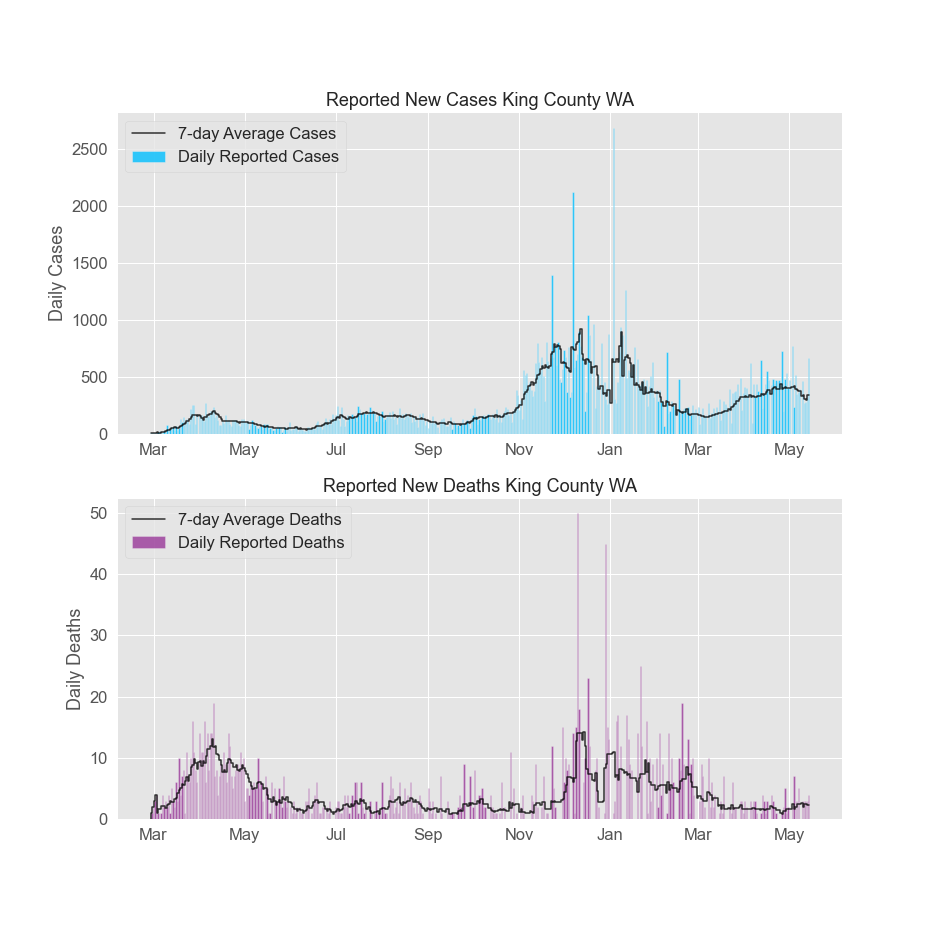 Reported New Cases King County WA
7-day Average Cases
Daily Reported Cases
Daily Cases
2500
2000
1500
1000
500
0
Mar May Jul Sep Nov Jan Mar May
Reported New Deaths King County WA
7-day Average Deaths
Daily Reported Deaths
Daily Deaths
50
40
30
20
10
0
Mar May Jul Sep Nov Jan Mar May